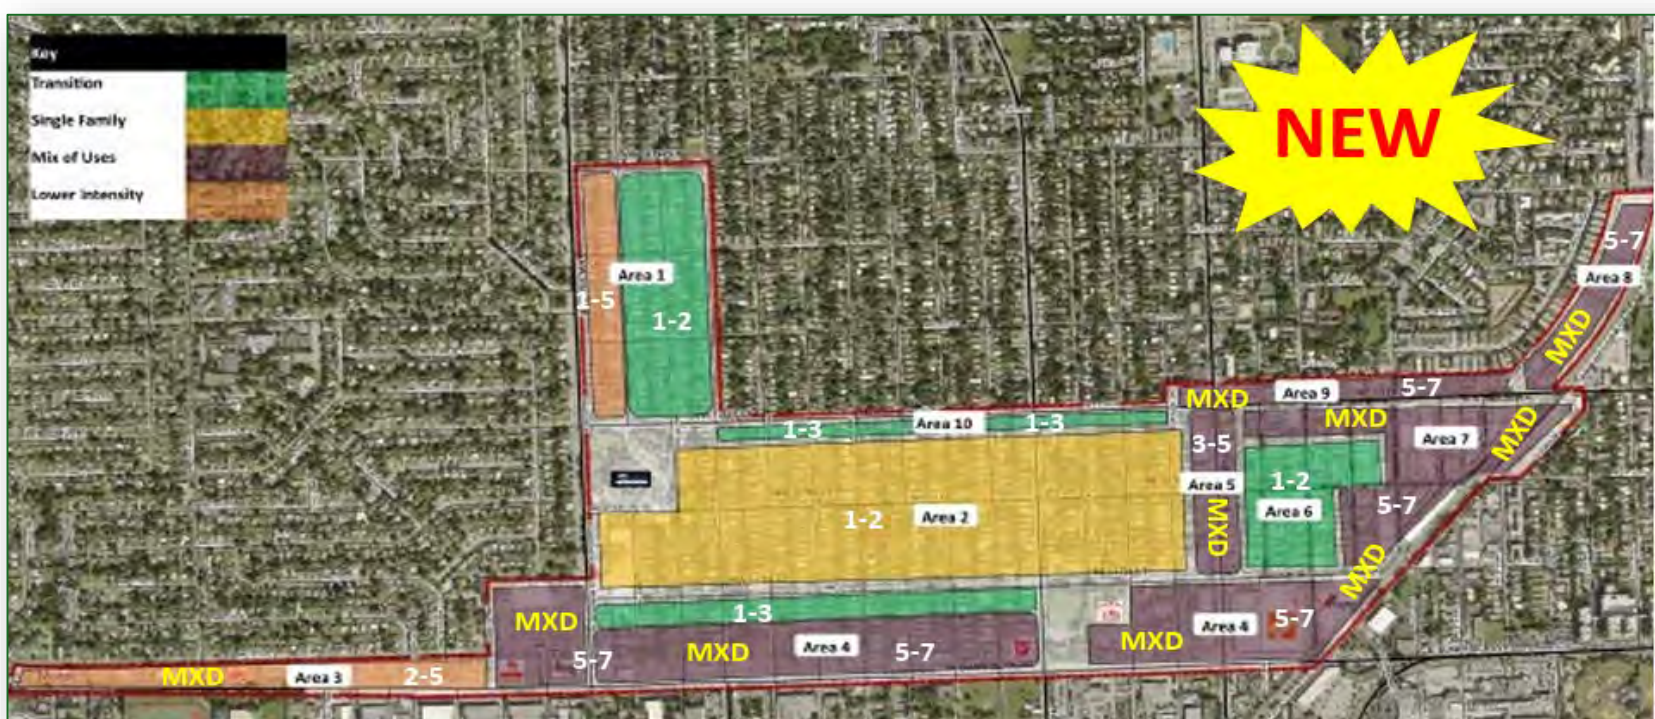 Key
Transition
Single Family
Mix of Uses
Lower Intensity
NEW
5-7
Area 8
MXD
Area 1
1-5
1-2
Area 9
5-7
MXD
MXD
MXD
Area 10
1-3
1-3
Area 7
3-5
Area 5
MXD
1-2
Area 6
5-7
MXD
1-2
Area 2
1-3
MXD
5-7
MXD
Area 4
5-7
MXD
Area 4
5-7
MXD
Area 3
2-5